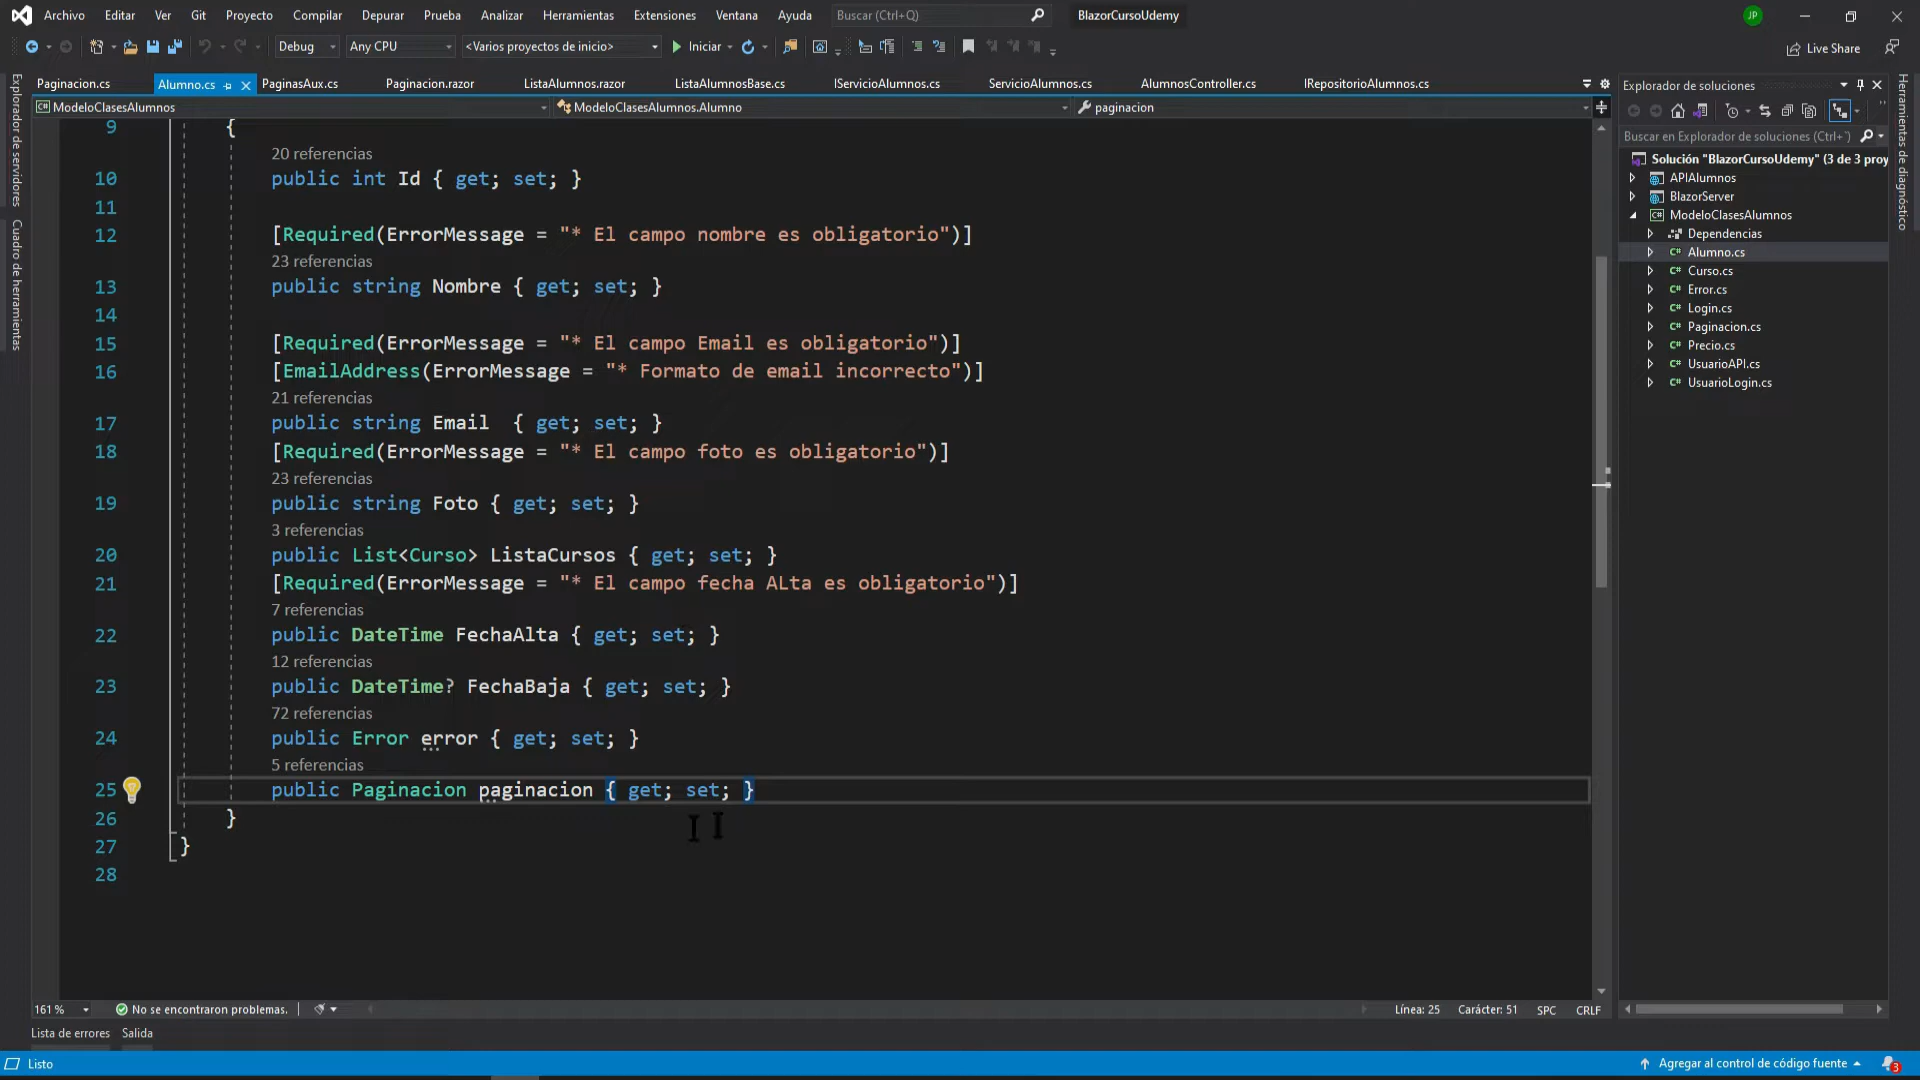 Archivo Editar Ver Git Proyecto Compilar Depurar Prueba Analizar Herramientas Extensiones Ventana Ayuda Buscar (Ctrl+Q) BlazorCursoUdemy JP
Debug Any CPU <Varios proyectos de inicio> Iniciar Live Share
Paginacion.cs Alumno.cs PaginasAux.cs Paginacion.razor ListaAlumnos.razor ListaAlumnosBase.cs IServicioAlumnos.cs ServicioAlumnos.cs AlumnosController.cs IRepositorioAlumnos.cs
ModeloClasesAlumnos ModeloClasesAlumnos.Alumno paginacion
Explorador de servidores
Cuadro de herramientas
9 {
20 referencias
10 public int Id { get; set; }
11
12 [Required(ErrorMessage = "* El campo nombre es obligatorio")]
23 referencias
13 public string Nombre { get; set; }
14
15 [Required(ErrorMessage = "* El campo Email es obligatorio")]
16 [EmailAddress(ErrorMessage = "* Formato de email incorrecto")]
21 referencias
17 public string Email  { get; set; }
18 [Required(ErrorMessage = "* El campo foto es obligatorio")]
23 referencias
19 public string Foto { get; set; }
3 referencias
20 public List<Curso> ListaCursos { get; set; }
21 [Required(ErrorMessage = "* El campo fecha ALta es obligatorio")]
7 referencias
22 public DateTime FechaAlta { get; set; }
12 referencias
23 public DateTime? FechaBaja { get; set; }
72 referencias
24 public Error error { get; set; }
5 referencias
25 public Paginacion paginacion { get; set; }
26 }
27 }
28
161 % No se encontraron problemas. Línea: 25 Carácter: 51 SPC CRLF
Lista de errores Salida
Listo Agregar al control de código fuente 3
Explorador de soluciones
Buscar en Explorador de soluciones (Ctrl+
Solución "BlazorCursoUdemy" (3 de 3 proy
APIAlumnos
BlazorServer
ModeloClasesAlumnos
Dependencias
C# Alumno.cs
C# Curso.cs
C# Error.cs
C# Login.cs
C# Paginacion.cs
C# Precio.cs
C# UsuarioAPI.cs
C# UsuarioLogin.cs
Herramientas de diagnóstico